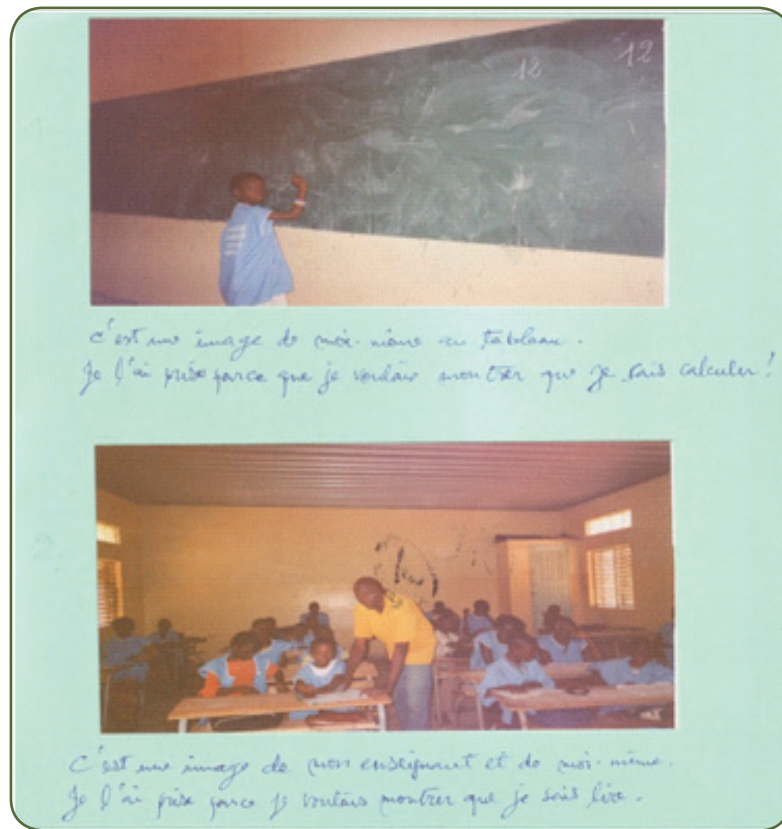 12
12
c'est une image de moi-même au tableau.
Je l'ai prise parce que je voulais montrer que je sais calculer!
C'est une image de mon enseignant et de moi-même.
Je l'ai prise parce je voulais montrer que je sais lire.